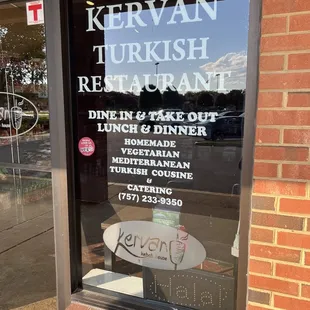 KERVAN
TURKISH
RESTAURANT
DINE IN & TAKE OUT
LUNCH & DINNER
HOMEMADE
VEGETARIAN
MEDITERRANEAN
TURKISH COUSINE
&
CATERING
(757) 233-9350
Kervan
Halal
T